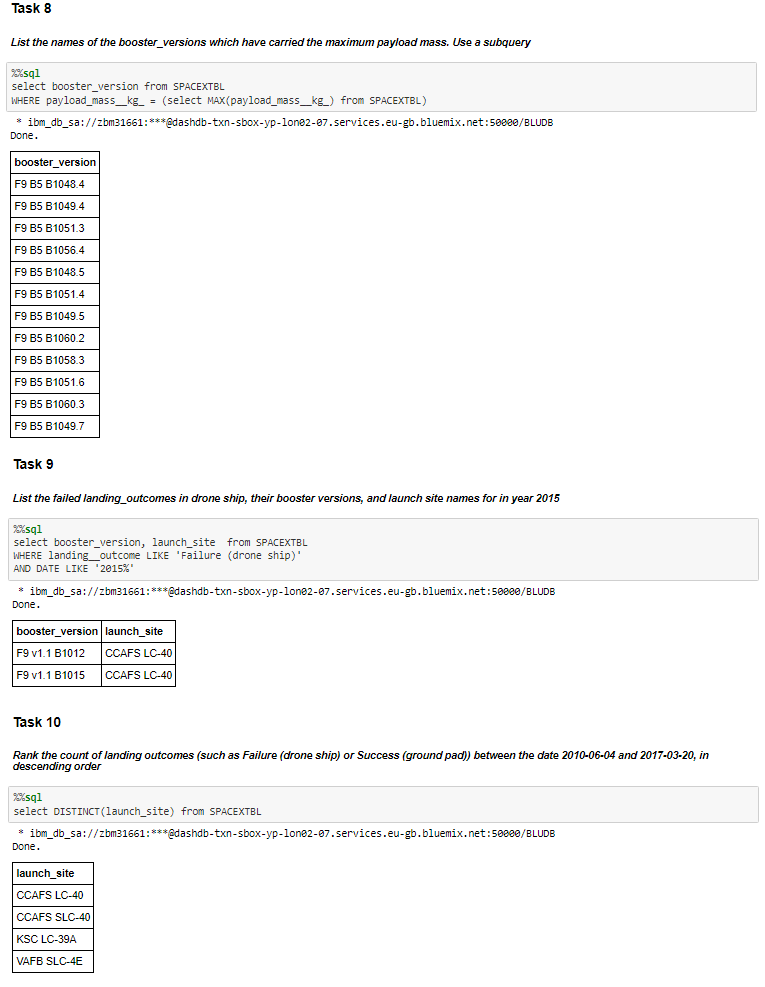 Task 8
List the names of the booster_versions which have carried the maximum payload mass. Use a subquery
%%sql
select booster_version from SPACEXTBL
WHERE payload_mass__kg_ = (select MAX(payload_mass__kg_) from SPACEXTBL)
* ibm_db_sa://zbm31661:***@dashdb-txn-sbox-yp-lon02-07.services.eu-gb.bluemix.net:50000/BLUDB
Done.
booster_version
F9 B5 B1048.4
F9 B5 B1049.4
F9 B5 B1051.3
F9 B5 B1056.4
F9 B5 B1048.5
F9 B5 B1051.4
F9 B5 B1049.5
F9 B5 B1060.2
F9 B5 B1058.3
F9 B5 B1051.6
F9 B5 B1060.3
F9 B5 B1049.7
Task 9
List the failed landing_outcomes in drone ship, their booster versions, and launch site names for in year 2015
%%sql
select booster_version, launch_site  from SPACEXTBL
WHERE landing__outcome LIKE 'Failure (drone ship)'
AND DATE LIKE '2015%'
* ibm_db_sa://zbm31661:***@dashdb-txn-sbox-yp-lon02-07.services.eu-gb.bluemix.net:50000/BLUDB
Done.
booster_version launch_site
F9 v1.1 B1012 CCAFS LC-40
F9 v1.1 B1015 CCAFS LC-40
Task 10
Rank the count of landing outcomes (such as Failure (drone ship) or Success (ground pad)) between the date 2010-06-04 and 2017-03-20, in
descending order
%%sql
select DISTINCT(launch_site) from SPACEXTBL
* ibm_db_sa://zbm31661:***@dashdb-txn-sbox-yp-lon02-07.services.eu-gb.bluemix.net:50000/BLUDB
Done.
launch_site
CCAFS LC-40
CCAFS SLC-40
KSC LC-39A
VAFB SLC-4E